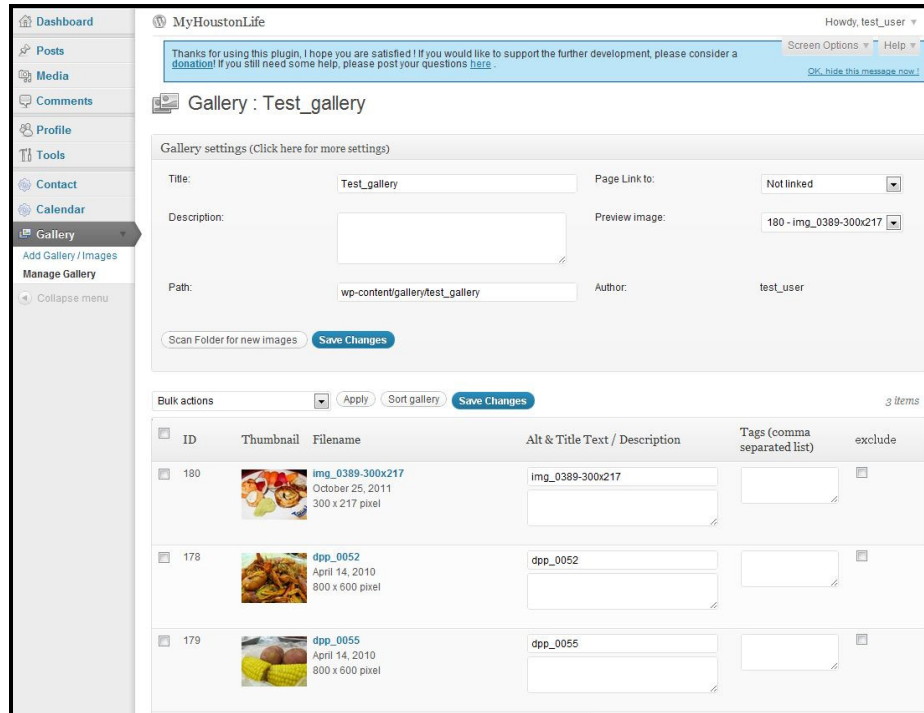 Dashboard
Posts
Media
Comments
Profile
Tools
Contact
Calendar
Gallery
Add Gallery / Images
Manage Gallery
Collapse menu
MyHoustonLife
Howdy, test_user
Screen Options
Help
Thanks for using this plugin, I hope you are satisfied ! If you would like to support the further development, please consider a
donation! If you still need some help, please post your questions here .
OK, hide this message now !
Gallery : Test_gallery
Gallery settings (Click here for more settings)
Title:
Test_gallery
Page Link to:
Not linked
Description:
Preview image:
180 - img_0389-300x217
Path:
wp-content/gallery/test_gallery
Author:
test_user
Scan Folder for new images
Save Changes
Bulk actions
Apply
Sort gallery
Save Changes
3 items
ID
Thumbnail
Filename
Alt & Title Text / Description
Tags (comma
separated list)
exclude
180
img_0389-300x217
October 25, 2011
300 x 217 pixel
img_0389-300x217
178
dpp_0052
April 14, 2010
800 x 600 pixel
dpp_0052
179
dpp_0055
April 14, 2010
800 x 600 pixel
dpp_0055